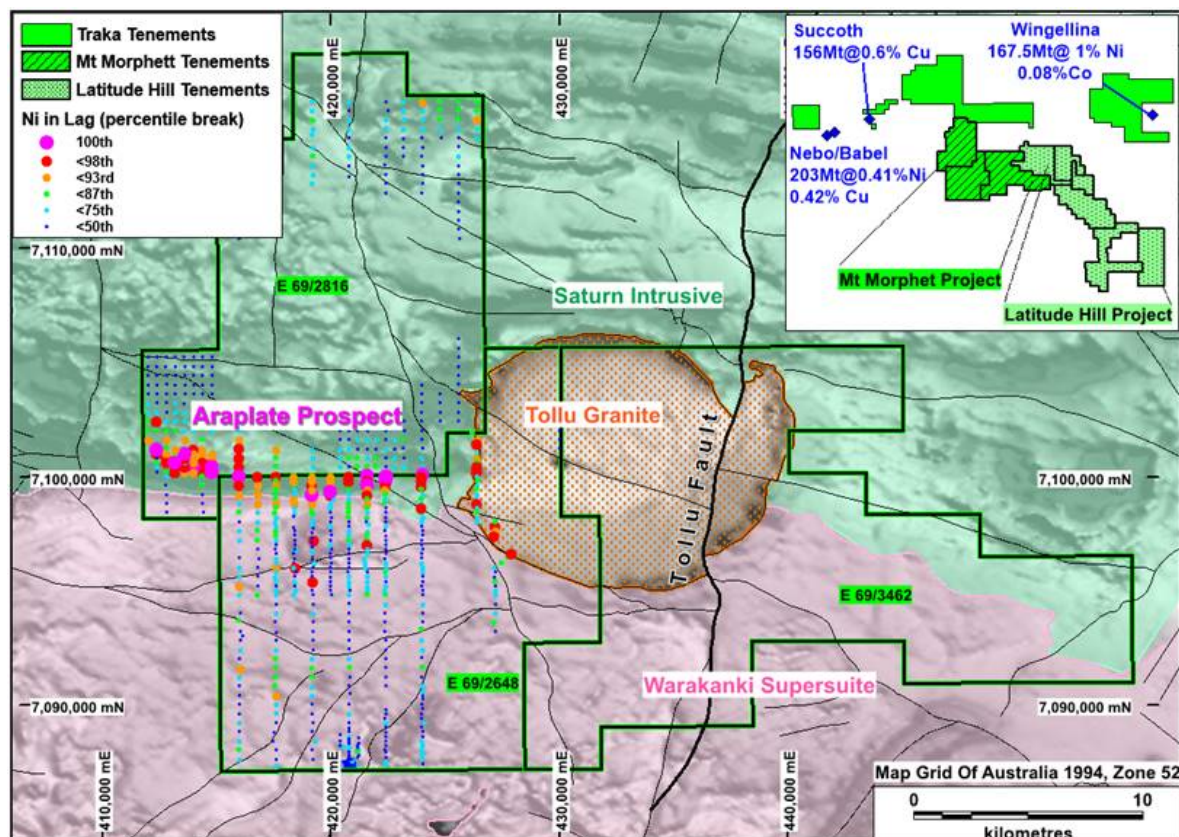 Traka Tenements
Mt Morphett Tenements
Latitude Hill Tenements
Ni in Lag (percentile break)
100th
<98th
<93rd
<87th
<75th
<50th
420,000 mE
430,000 mE
Succoth
156Mt@0.6% Cu
Wingellina
167.5Mt@ 1% Ni
0.08%Co
Nebo/Babel
203Mt@0.41%Ni
0.42% Cu
Mt Morphet Project
Latitude Hill Project
7,110,000 mN
E 69/2816
Saturn Intrusive
Araplate Prospect
Tollu Granite
Tollu Fault
7,100,000 mN
7,100,000 mN
E 69/3462
E 69/2648
Warakanki Supersuite
7,090,000 mN
7,090,000 mN
410,000 mE
420,000 mE
430,000 mE
440,000 mE
Map Grid Of Australia 1994, Zone 52
0
10
kilometres